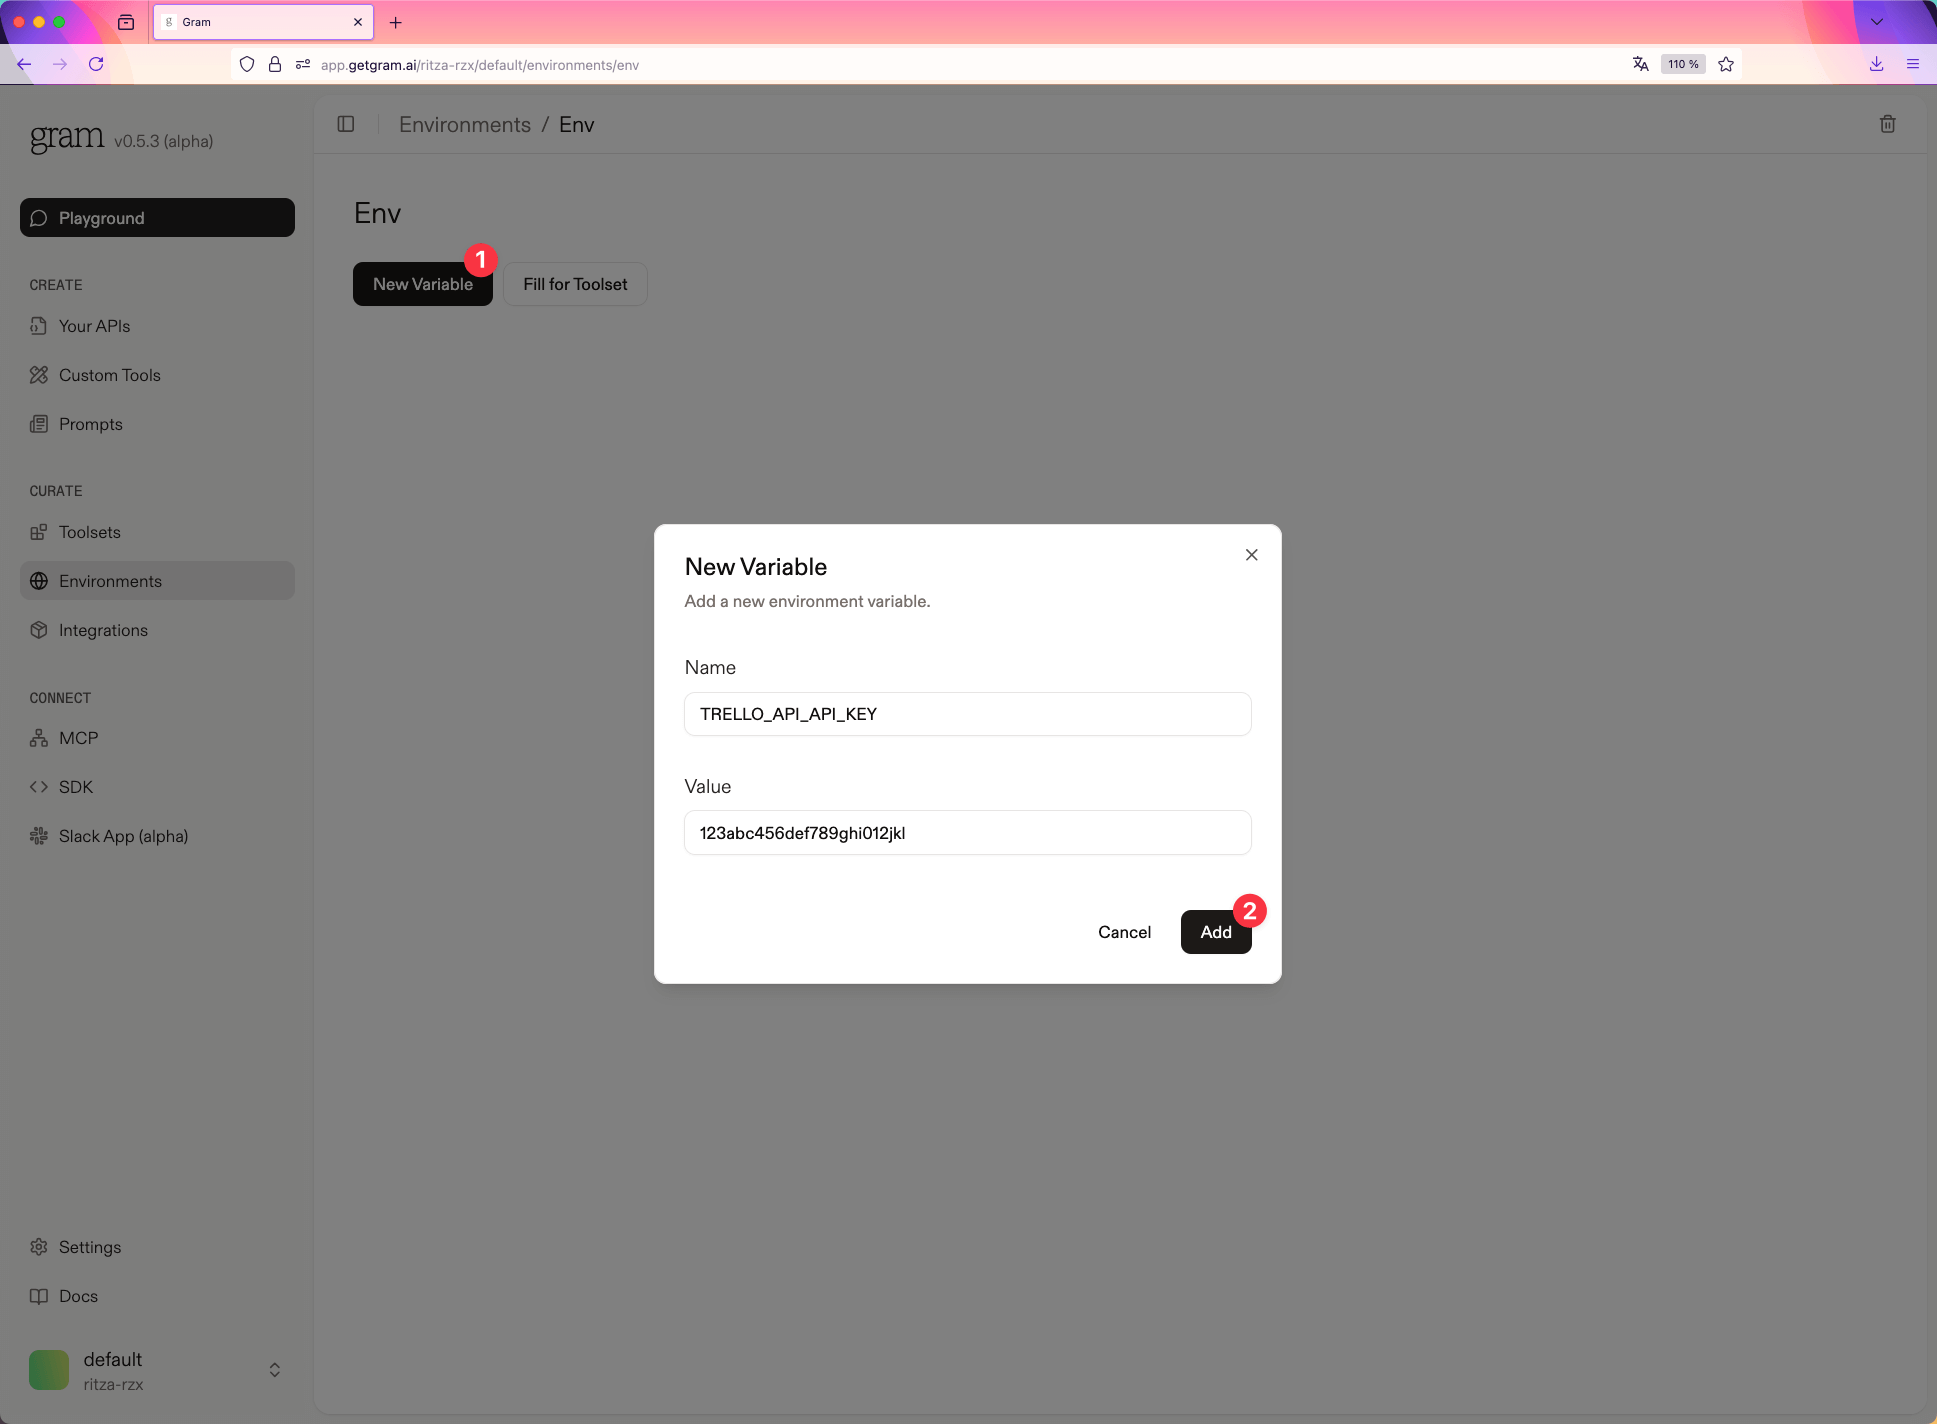 g Gram
app.getgram.ai/ritza-rzx/default/environments/env
110 %
gram v0.5.3 (alpha)
Environments / Env
Playground
Env
1
New Variable
Fill for Toolset
CREATE
Your APIs
Custom Tools
Prompts
CURATE
Toolsets
Environments
Integrations
CONNECT
MCP
SDK
Slack App (alpha)
New Variable
Add a new environment variable.
Name
TRELLO_API_API_KEY
Value
123abc456def789ghi012jkl
2
Cancel
Add
Settings
Docs
default
ritza-rzx